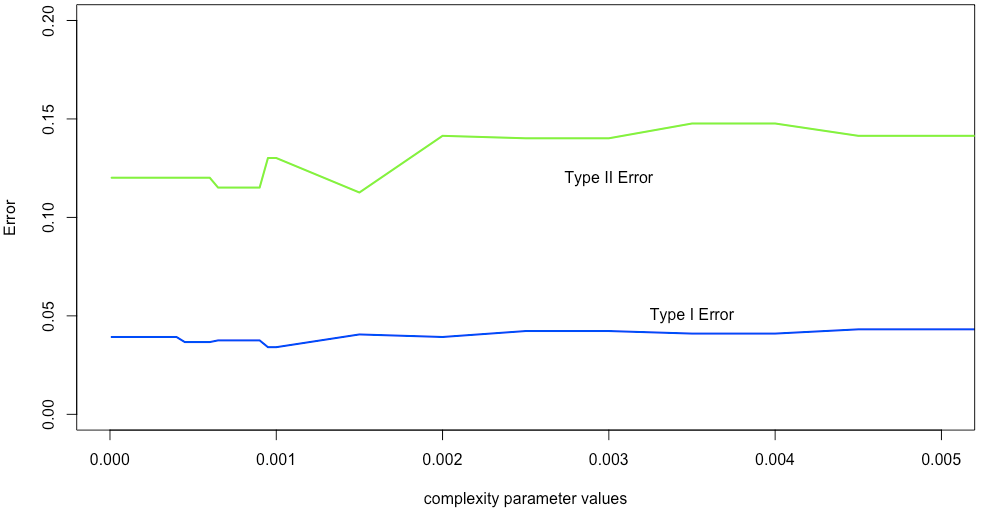 0.20
0.15
0.10
0.05
0.00
Error
Type II Error
Type I Error
0.000 0.001 0.002 0.003 0.004 0.005
complexity parameter values